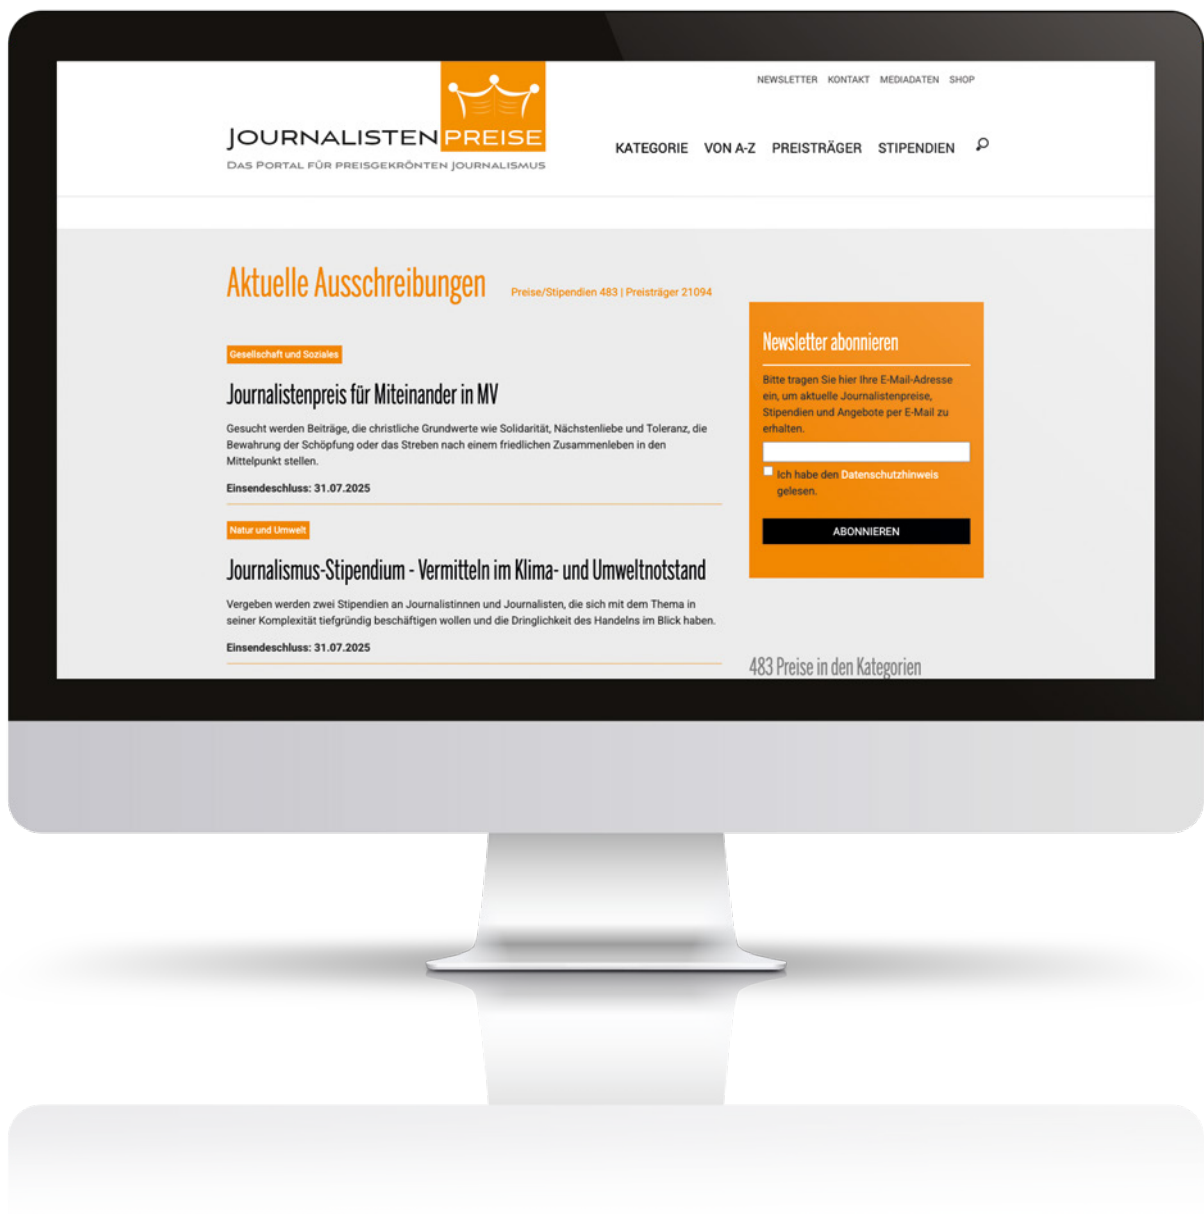 NEWSLETTER KONTAKT MEDIADATEN SHOP
JOURNALISTENPREISE
DAS PORTAL FÜR PREISGEKRÖNTEN JOURNALISMUS
KATEGORIE VON A-Z PREISTRÄGER STIPENDIEN
Aktuelle Ausschreibungen
Preise/Stipendien 483 | Preisträger 21094
Gesellschaft und Soziales
Journalistenpreis für Miteinander in MV
Gesucht werden Beiträge, die christliche Grundwerte wie Solidarität, Nächstenliebe und Toleranz, die
Bewahrung der Schöpfung oder das Streben nach einem friedlichen Zusammenleben in den
Mittelpunkt stellen.
Einsendeschluss: 31.07.2025
Natur und Umwelt
Journalismus-Stipendium - Vermitteln im Klima- und Umweltnotstand
Vergeben werden zwei Stipendien an Journalistinnen und Journalisten, die sich mit dem Thema in
seiner Komplexität tiefgründig beschäftigen wollen und die Dringlichkeit des Handelns im Blick haben.
Einsendeschluss: 31.07.2025
Newsletter abonnieren
Bitte tragen Sie hier Ihre E-Mail-Adresse
ein, um aktuelle Journalistenpreise,
Stipendien und Angebote per E-Mail zu
erhalten.
Ich habe den Datenschutzhinweis
gelesen.
ABONNIEREN
483 Preise in den Kategorien